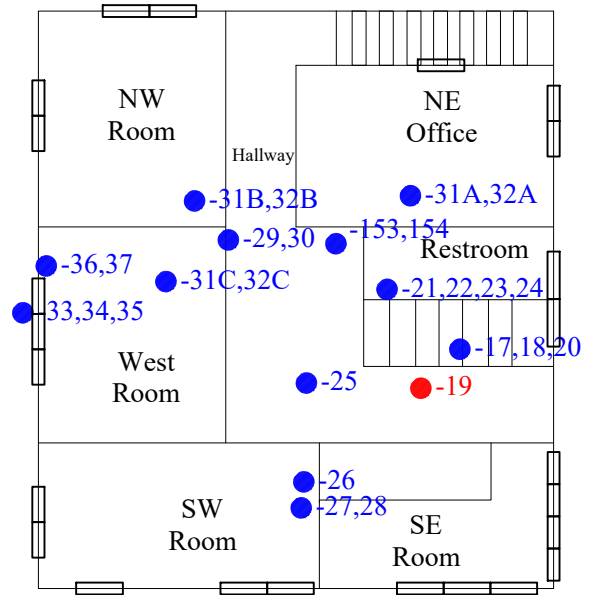 NW
Room
NE
Office
Hallway
-31B,32B
-31A,32A
-153,154
-29,30
Restroom
-36,37
-31C,32C
-21,22,23,24
-33,34,35
-17,18,20
West
Room
-25
-19
-26
-27,28
SW
Room
SE
Room